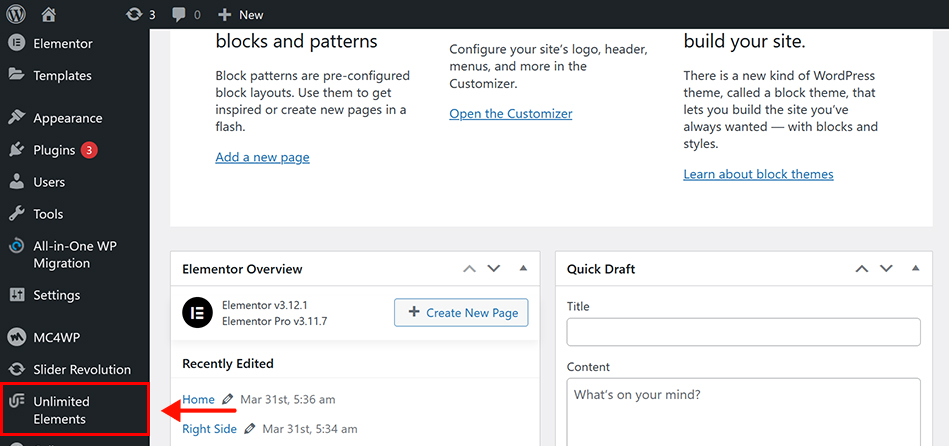 3
0
New
Elementor
Templates
Appearance
Plugins 3
Users
Tools
All-in-One WP
Migration
Settings
MC4WP
Slider Revolution
Unlimited
Elements
blocks and patterns
Block patterns are pre-configured
block layouts. Use them to get
inspired or create new pages in a
flash.
Add a new page
Configure your site’s logo, header,
menus, and more in the
Customizer.
Open the Customizer
build your site.
There is a new kind of WordPress
theme, called a block theme, that
lets you build the site you’ve
always wanted — with blocks and
styles.
Learn about block themes
Elementor Overview
Elementor v3.12.1
Elementor Pro v3.11.7
Create New Page
Recently Edited
Home Mar 31st, 5:36 am
Right Side Mar 31st, 5:34 am
Quick Draft
Title
Content
What's on your mind?